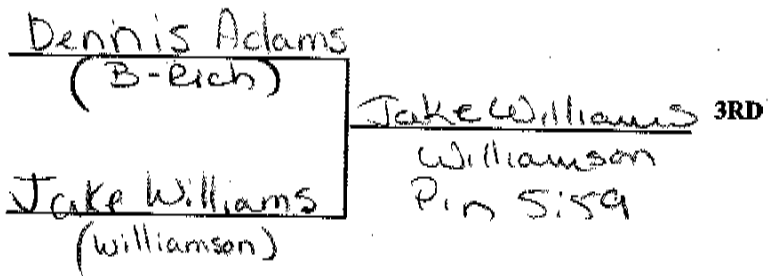 Dennis Adams
(B-Rich)
Jake Williams 3RD
Williamson
Pin 5:59
Jake Williams
(Williamson)